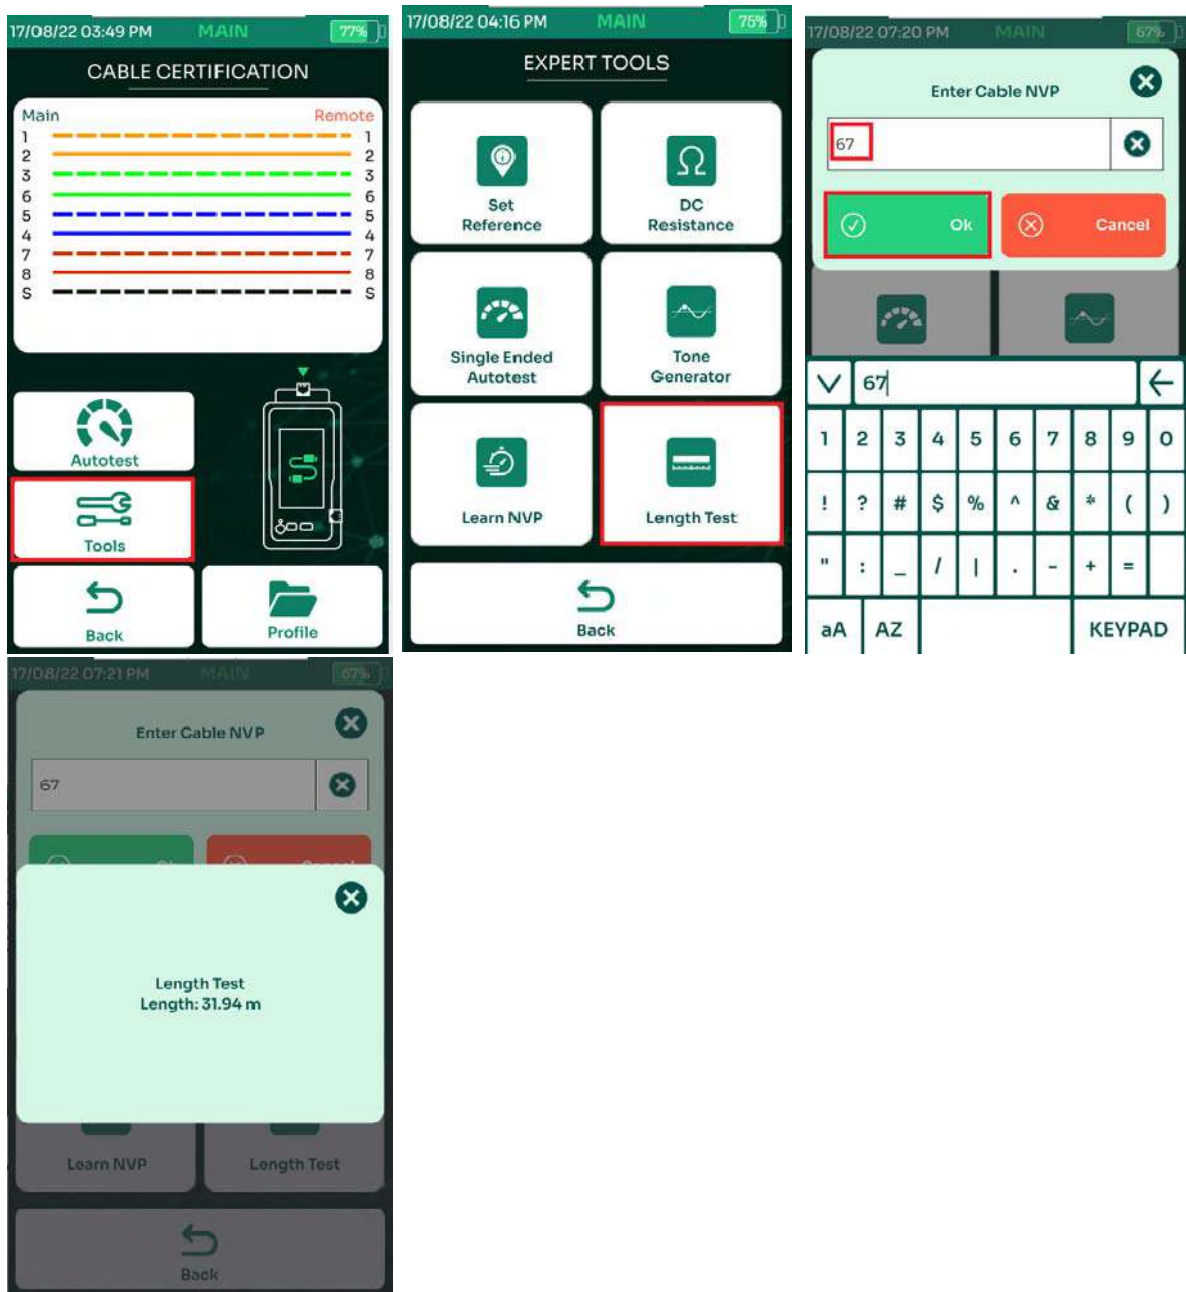 17/08/22 03:49 PM MAIN 77%
CABLE CERTIFICATION
Main Remote
1 1
2 2
3 3
6 6
5 5
4 4
7 7
8 8
S S
Autotest
Tools
Back Profile
17/08/22 04:16 PM MAIN 75%
EXPERT TOOLS
Set Reference
DC Resistance
Single Ended Autotest
Tone Generator
Learn NVP Length Test
Back
17/08/22 07:20 PM MAIN 67%
Enter Cable NVP
67
Ok Cancel
67
1 2 3 4 5 6 7 8 9 0
! ? # $ % ^ & * ( )
" : _ / | . - + =
aA AZ KEYPAD
17/08/22 07:21 PM MAIN 67%
Enter Cable NVP
67
Ok Cancel
Length Test
Length: 31.94 m
Learn NVP Length Test
Back